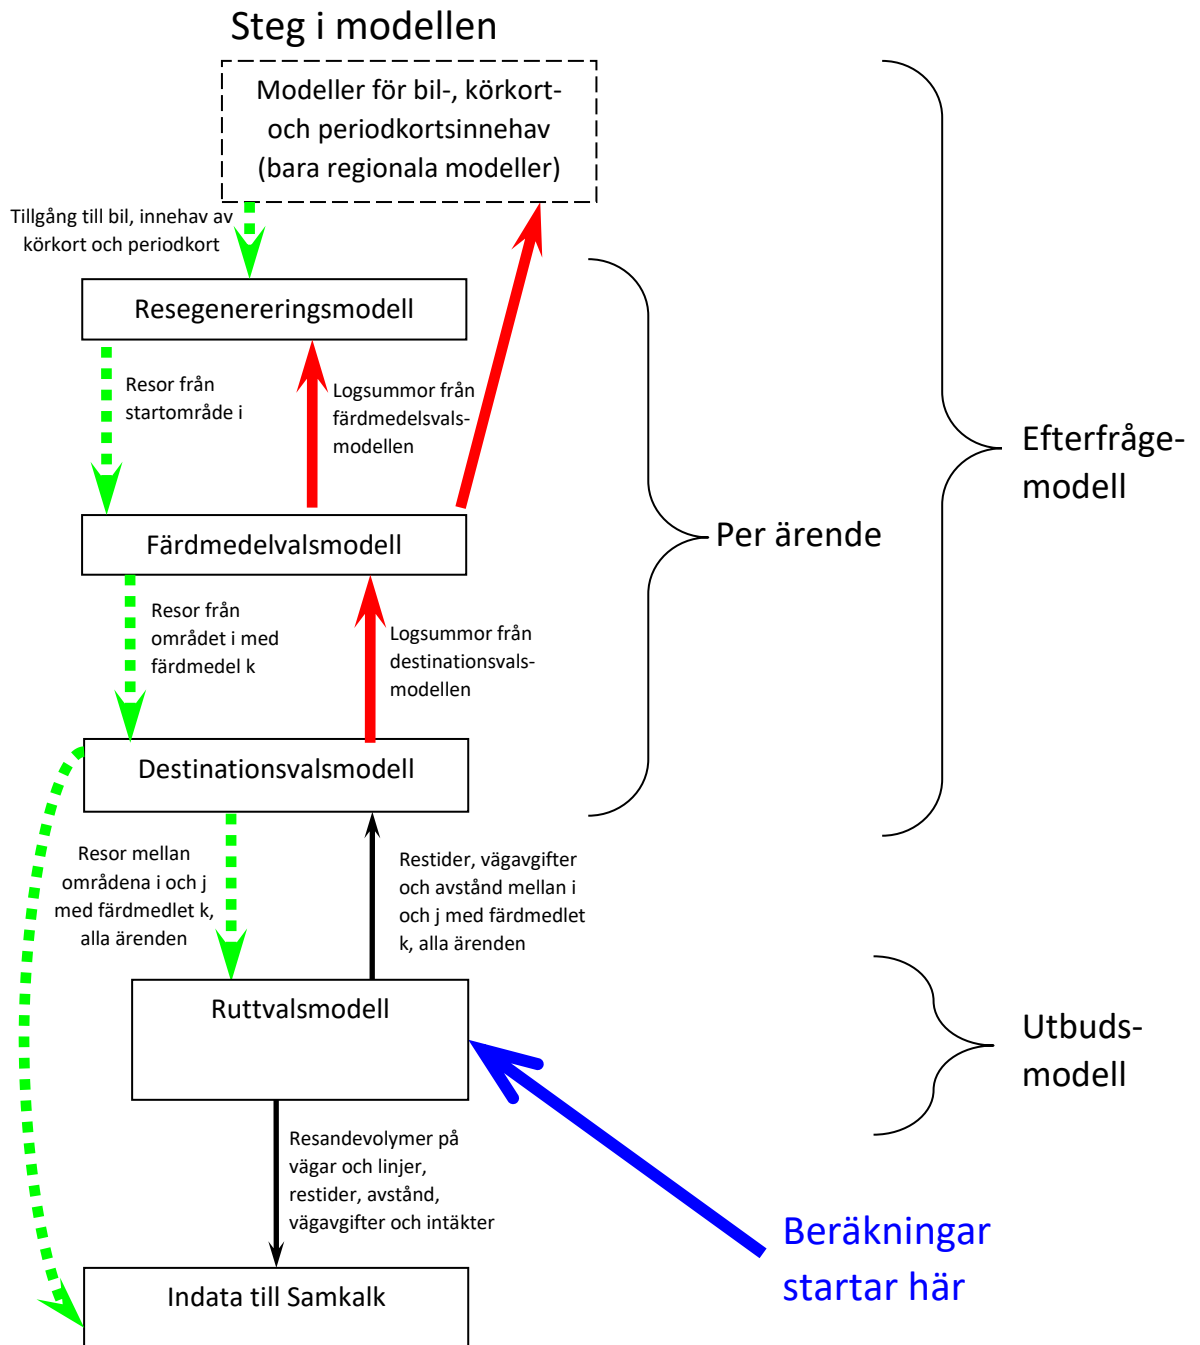 Steg i modellen
Modeller för bil-, körkort-
och periodkortsinnehav
(bara regionala modeller)
Tillgång till bil, innehav av
körkort och periodkort
Resegenereringsmodell
Resor från
startområde i
Logsummor från
färdmedelsvals-
modellen
Färdmedelvalsmodell
Resor från
området i med
färdmedel k
Logsummor från
destinationsvals-
modellen
Destinationsvalsmodell
Resor mellan
områdena i och j
med färdmedlet k,
alla ärenden
Restider, vägavgifter
och avstånd mellan i
och j med färdmedlet
k, alla ärenden
Ruttvalsmodell
Resandevolymer på
vägar och linjer,
restider, avstånd,
vägavgifter och intäkter
Indata till Samkalk
Per ärende
Efterfråge-
modell
Utbuds-
modell
Beräkningar
startar här